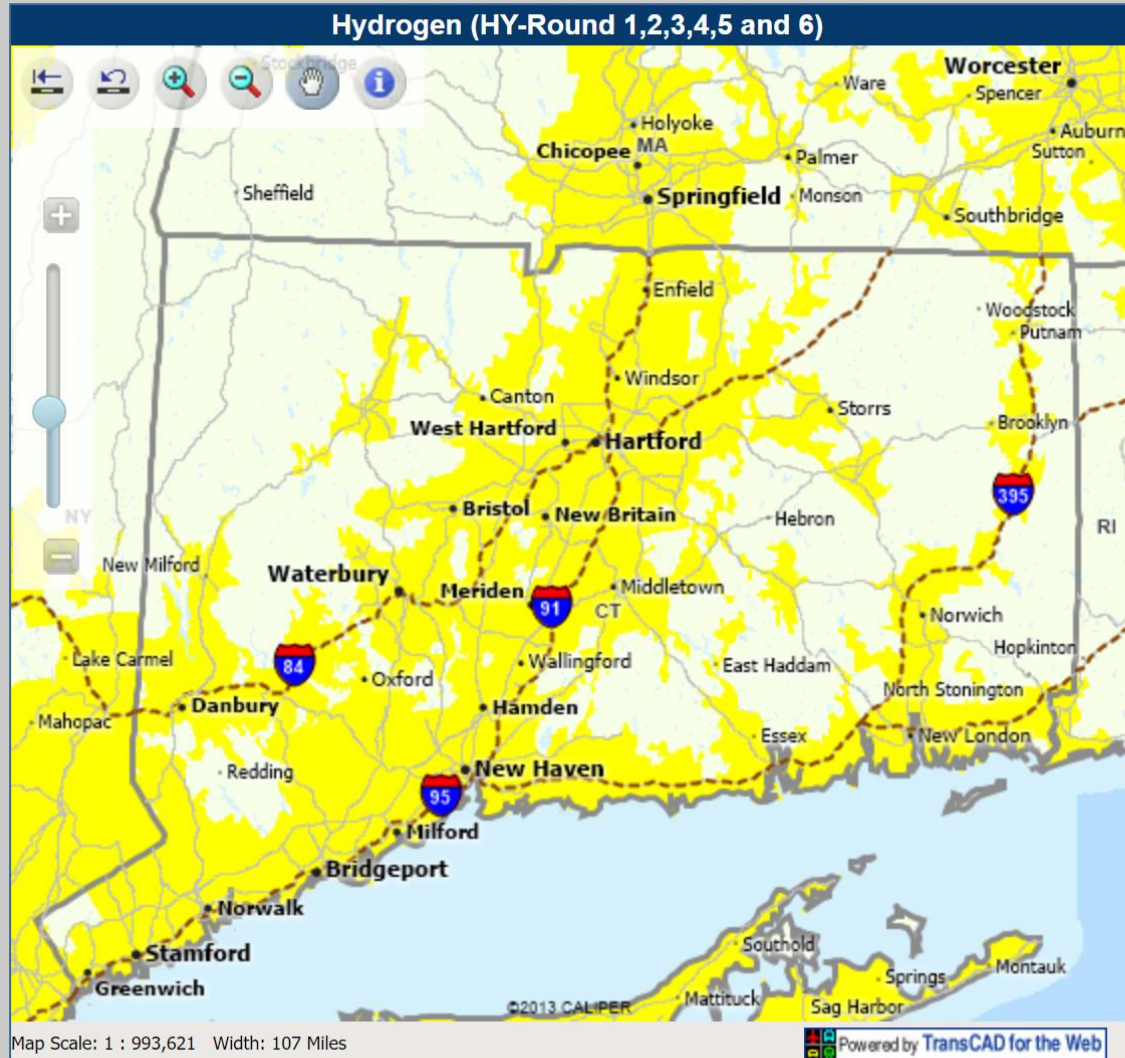 Hydrogen (HY-Round 1,2,3,4,5 and 6)
Stockbridge
Worcester
Ware
Spencer
Holyoke
Auburn
Chicopee MA
Palmer
Sutton
Sheffield
Springfield
Monson
Southbridge
Enfield
Woodstock
Putnam
Windsor
Canton
Storrs
West Hartford
Hartford
Brooklyn
395
Bristol
New Britain
Hebron
NY
RI
New Milford
Waterbury
Meriden
Middletown
91
CT
Norwich
Hopkinton
Lake Carmel
84
Wallingford
East Haddam
Oxford
North Stonington
Danbury
Hamden
Mahopac
Essex
New London
Redding
New Haven
95
Milford
Bridgeport
Norwalk
Stamford
Southold
Montauk
Springs
Greenwich
Mattituck
Sag Harbor
©2013 CALIPER
Map Scale: 1 : 993,621 Width: 107 Miles
Powered by TransCAD for the Web